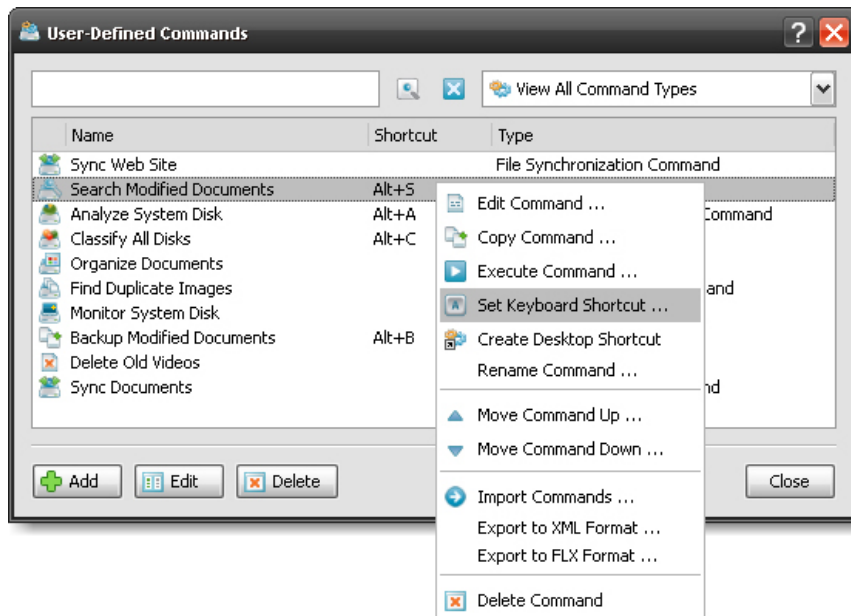 User-Defined Commands
?
View All Command Types
Name Shortcut Type
Sync Web Site File Synchronization Command
Search Modified Documents Alt+S
Analyze System Disk Alt+A Command
Classify All Disks Alt+C
Organize Documents
Find Duplicate Images and
Monitor System Disk
Backup Modified Documents Alt+B
Delete Old Videos
Sync Documents nd
Edit Command ...
Copy Command ...
Execute Command ...
A Set Keyboard Shortcut ...
Create Desktop Shortcut
Rename Command ...
Move Command Up ...
Move Command Down ...
Import Commands ...
Export to XML Format ...
Export to FLX Format ...
Delete Command
Add Edit Delete Close